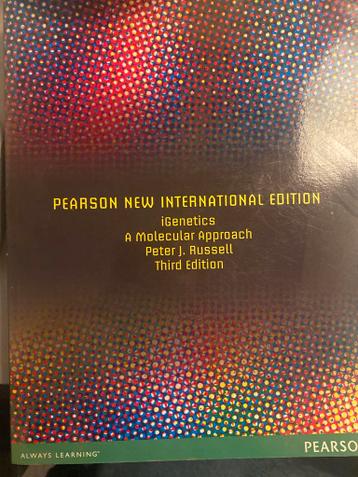 PEARSON NEW INTERNATIONAL EDITION
iGenetics
A Molecular Approach
Peter J. Russell
Third Edition
ALWAYS LEARNING
PEARSO